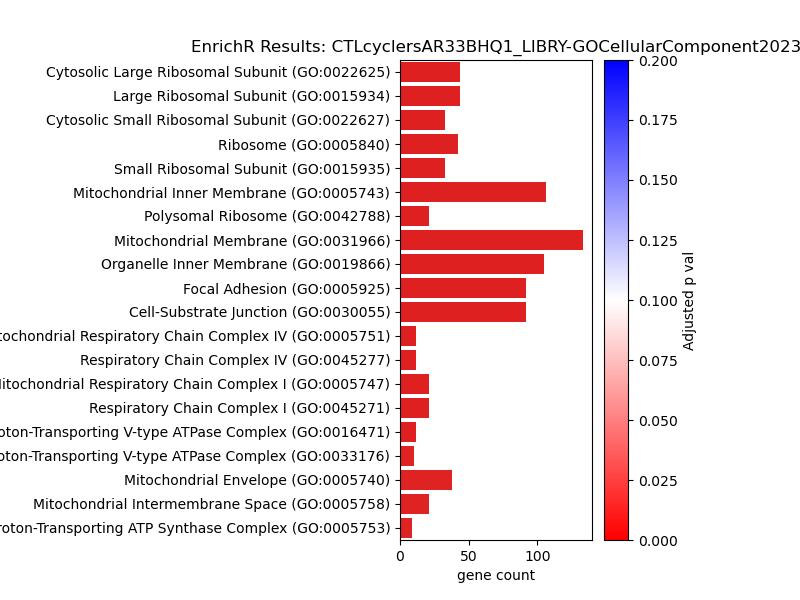 EnrichR Results: CTLcyclersAR33BHQ1_LIBRY-GOCellularComponent2023
Cytosolic Large Ribosomal Subunit (GO:0022625)
Large Ribosomal Subunit (GO:0015934)
Cytosolic Small Ribosomal Subunit (GO:0022627)
Ribosome (GO:0005840)
Small Ribosomal Subunit (GO:0015935)
Mitochondrial Inner Membrane (GO:0005743)
Polysomal Ribosome (GO:0042788)
Mitochondrial Membrane (GO:0031966)
Organelle Inner Membrane (GO:0019866)
Focal Adhesion (GO:0005925)
Cell-Substrate Junction (GO:0030055)
tochondrial Respiratory Chain Complex IV (GO:0005751)
Respiratory Chain Complex IV (GO:0045277)
itochondrial Respiratory Chain Complex I (GO:0005747)
Respiratory Chain Complex I (GO:0045271)
oton-Transporting V-type ATPase Complex (GO:0016471)
oton-Transporting V-type ATPase Complex (GO:0033176)
Mitochondrial Envelope (GO:0005740)
Mitochondrial Intermembrane Space (GO:0005758)
roton-Transporting ATP Synthase Complex (GO:0005753)
0 50 100
gene count
0.200
0.175
0.150
0.125
0.100
0.075
0.050
0.025
0.000
Adjusted p val